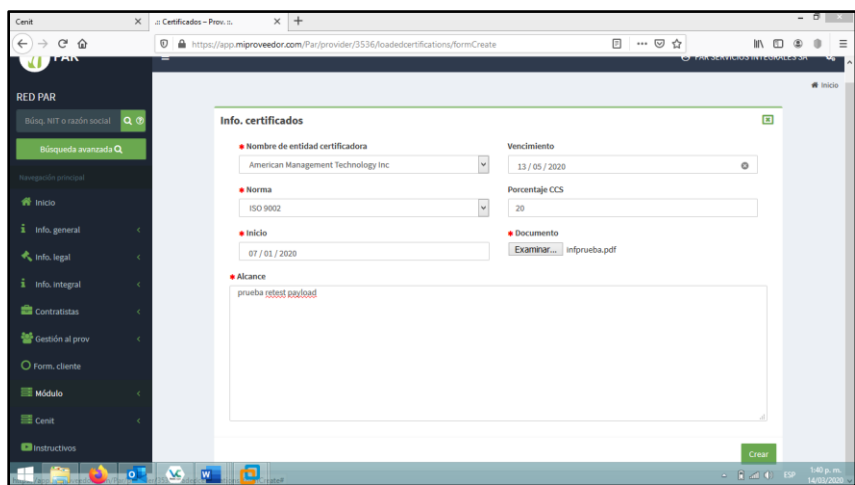 Cenit
.: Certificados – Prov. ::.
https://app.miproveedor.com/Par/provider/3536/loadedcertifications/formCreate
PAR
PAR SERVICIOS INTEGRALES SA
Inicio
RED PAR
Búsq. NIT o razón social
Búsqueda avanzada
Navegación principal
Inicio
Info. general
Info. legal
Info. integral
Contratistas
Gestión al prov
Form. cliente
Módulo
Cenit
Instructivos
Info. certificados
* Nombre de entidad certificadora
American Management Technology Inc
Vencimiento
13 / 05 / 2020
* Norma
ISO 9002
Porcentaje CCS
20
* Inicio
07 / 01 / 2020
* Documento
Examinar... infprueba.pdf
* Alcance
prueba retest payload
Crear
ESP
1:40 p. m.
14/03/2020